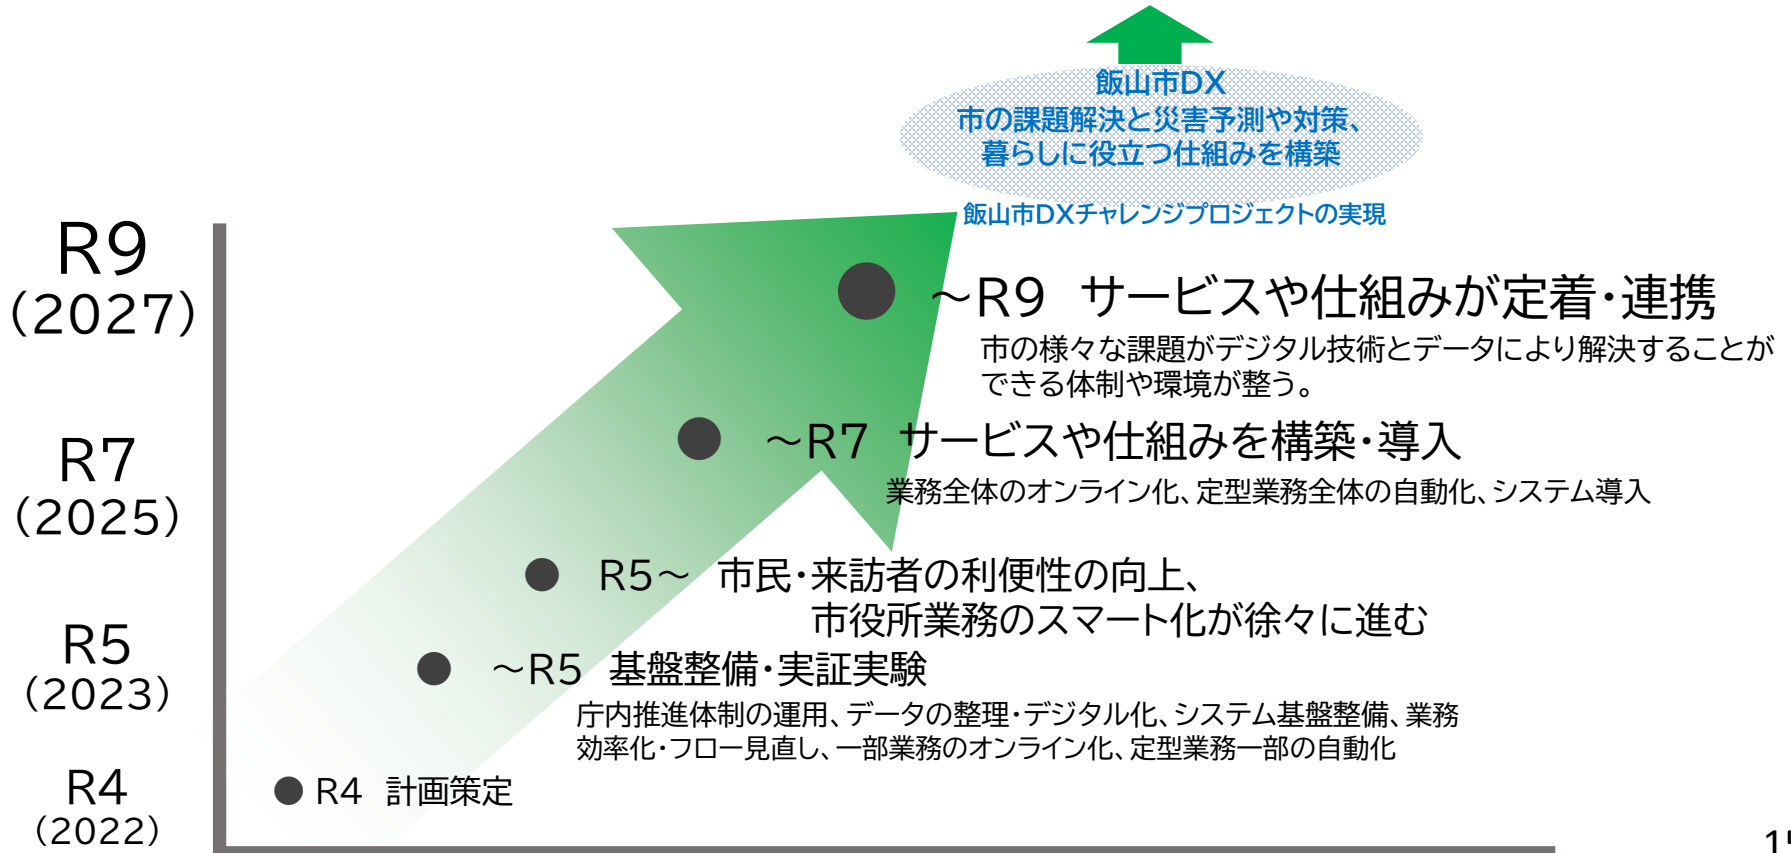 飯山市DX
市の課題解決と災害予測や対策、
暮らしに役立つ仕組みを構築
飯山市DXチャレンジプロジェクトの実現
R9
(2027)
～R9 サービスや仕組みが定着・連携
市の様々な課題がデジタル技術とデータにより解決することが
できる体制や環境が整う。
R7
(2025)
～R7 サービスや仕組みを構築・導入
業務全体のオンライン化、定型業務全体の自動化、システム導入
R5～ 市民・来訪者の利便性の向上、
市役所業務のスマート化が徐々に進む
R5
(2023)
～R5 基盤整備・実証実験
庁内推進体制の運用、データの整理・デジタル化、システム基盤整備、業務
効率化・フロー見直し、一部業務のオンライン化、定型業務一部の自動化
R4
(2022)
R4 計画策定